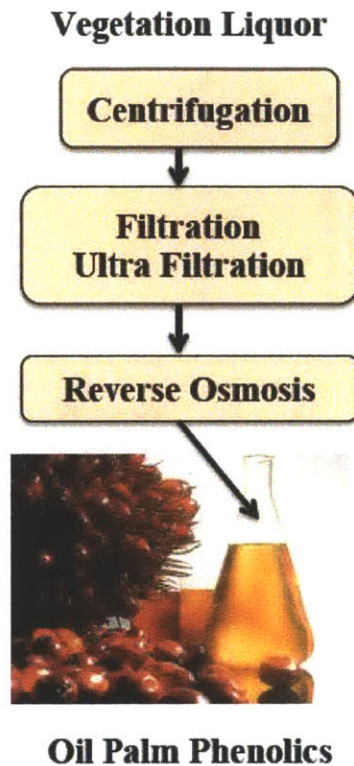 Vegetation Liquor
Centrifugation
Filtration
Ultra Filtration
Reverse Osmosis
Oil Palm Phenolics